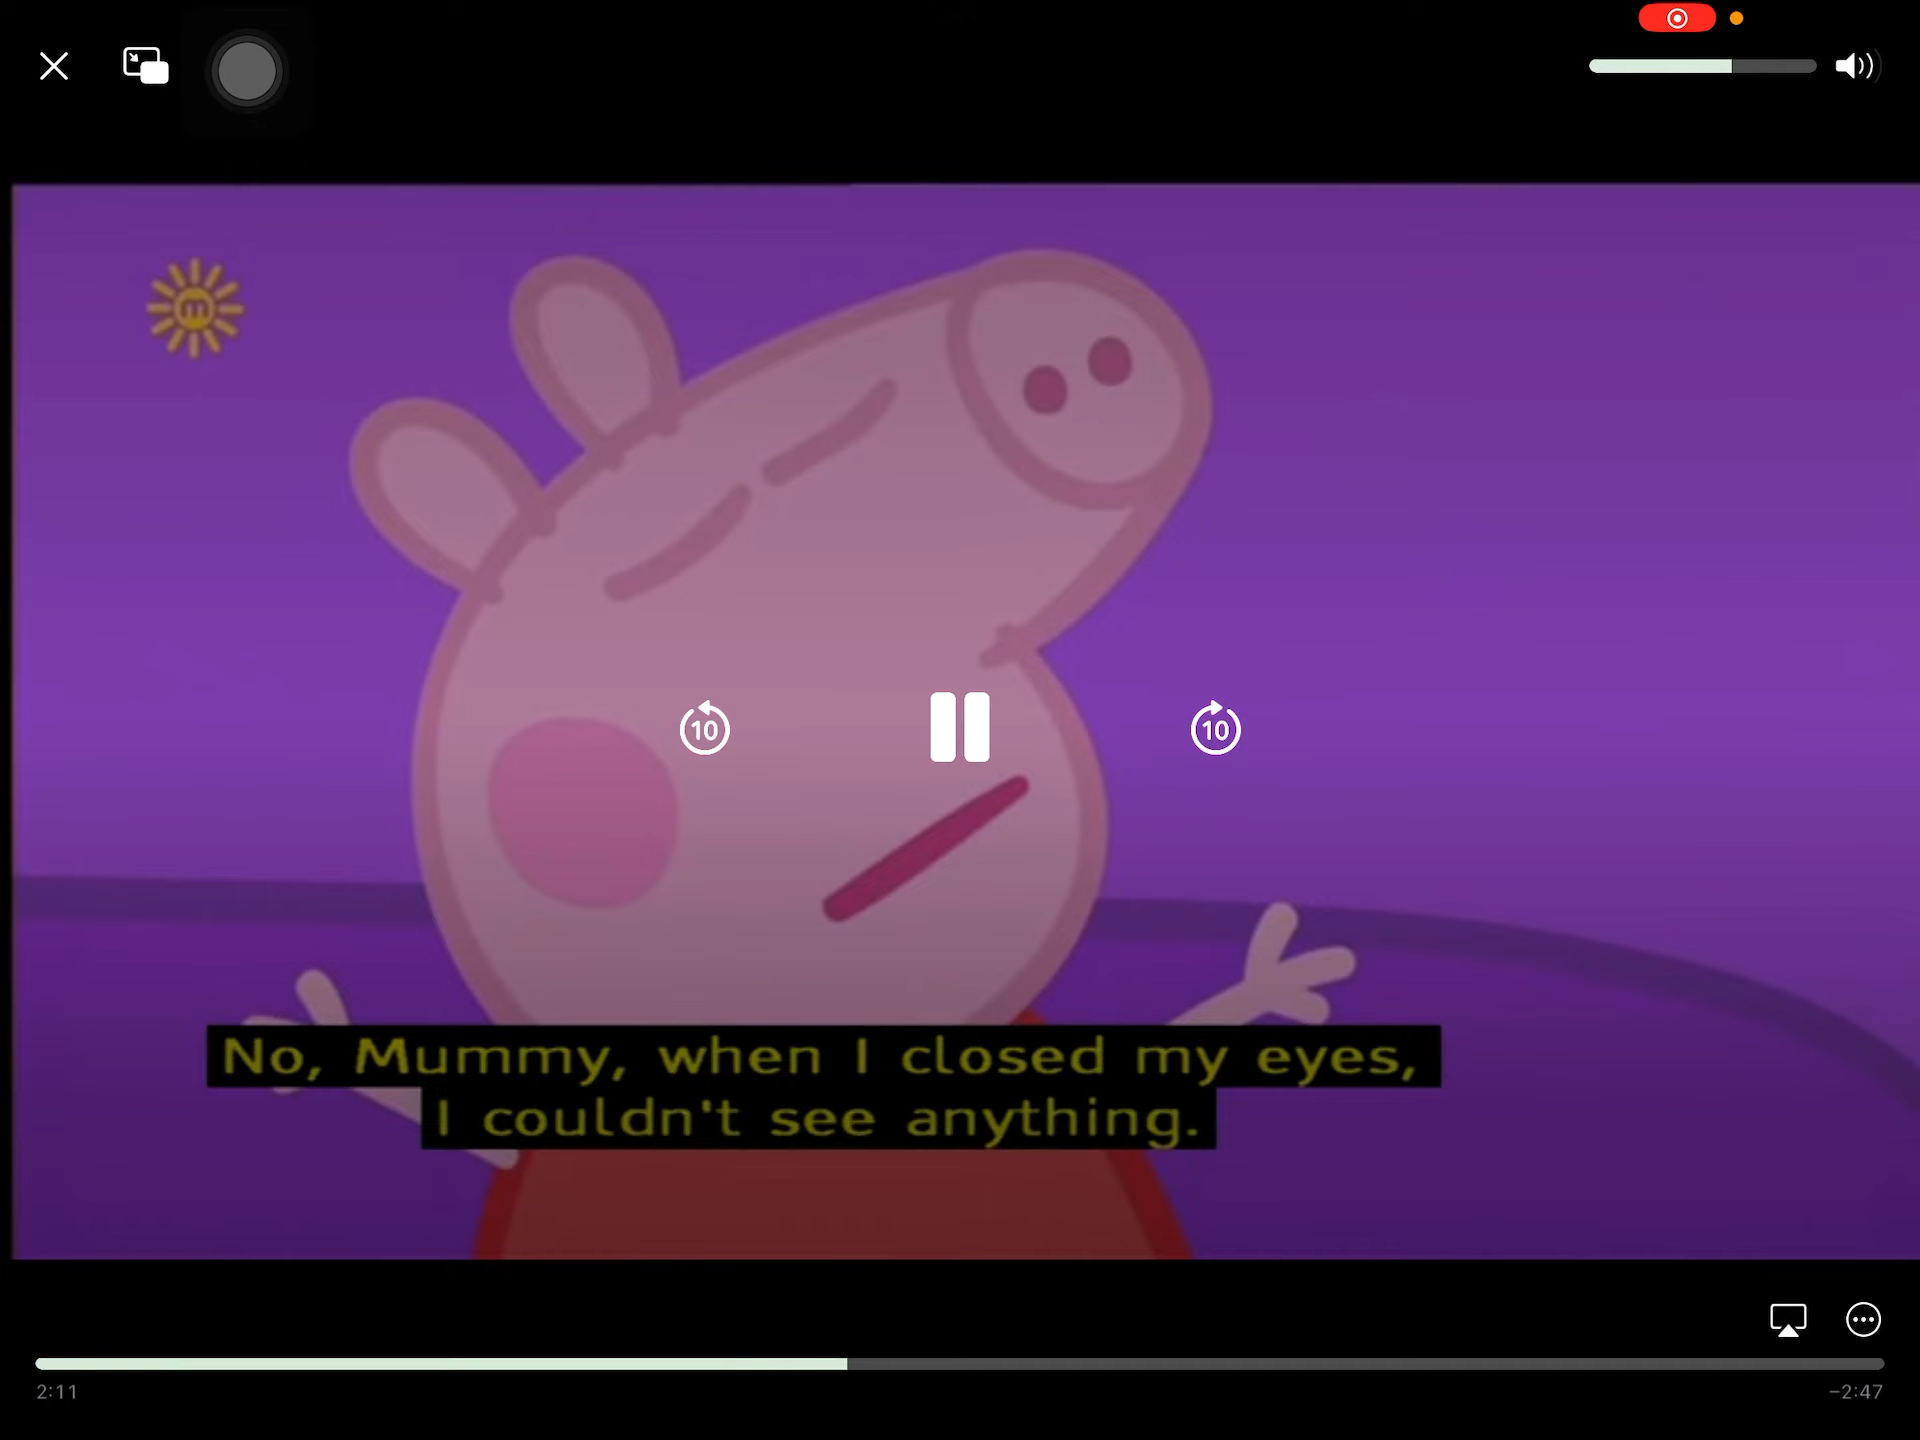 m
10
10
No, Mummy, when I closed my eyes,
I couldn't see anything.
2:11
−2:47